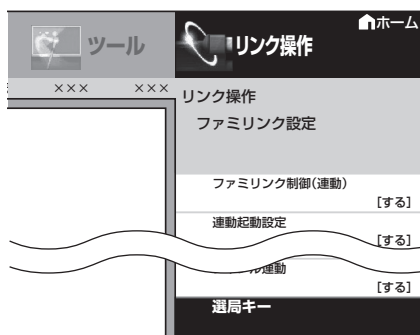 ホーム
ツール
リンク操作
××× ×××
リンク操作
ファミリンク設定
ファミリンク制御(連動)
[する]
連動起動設定
[する]
連動
[する]
選局キー